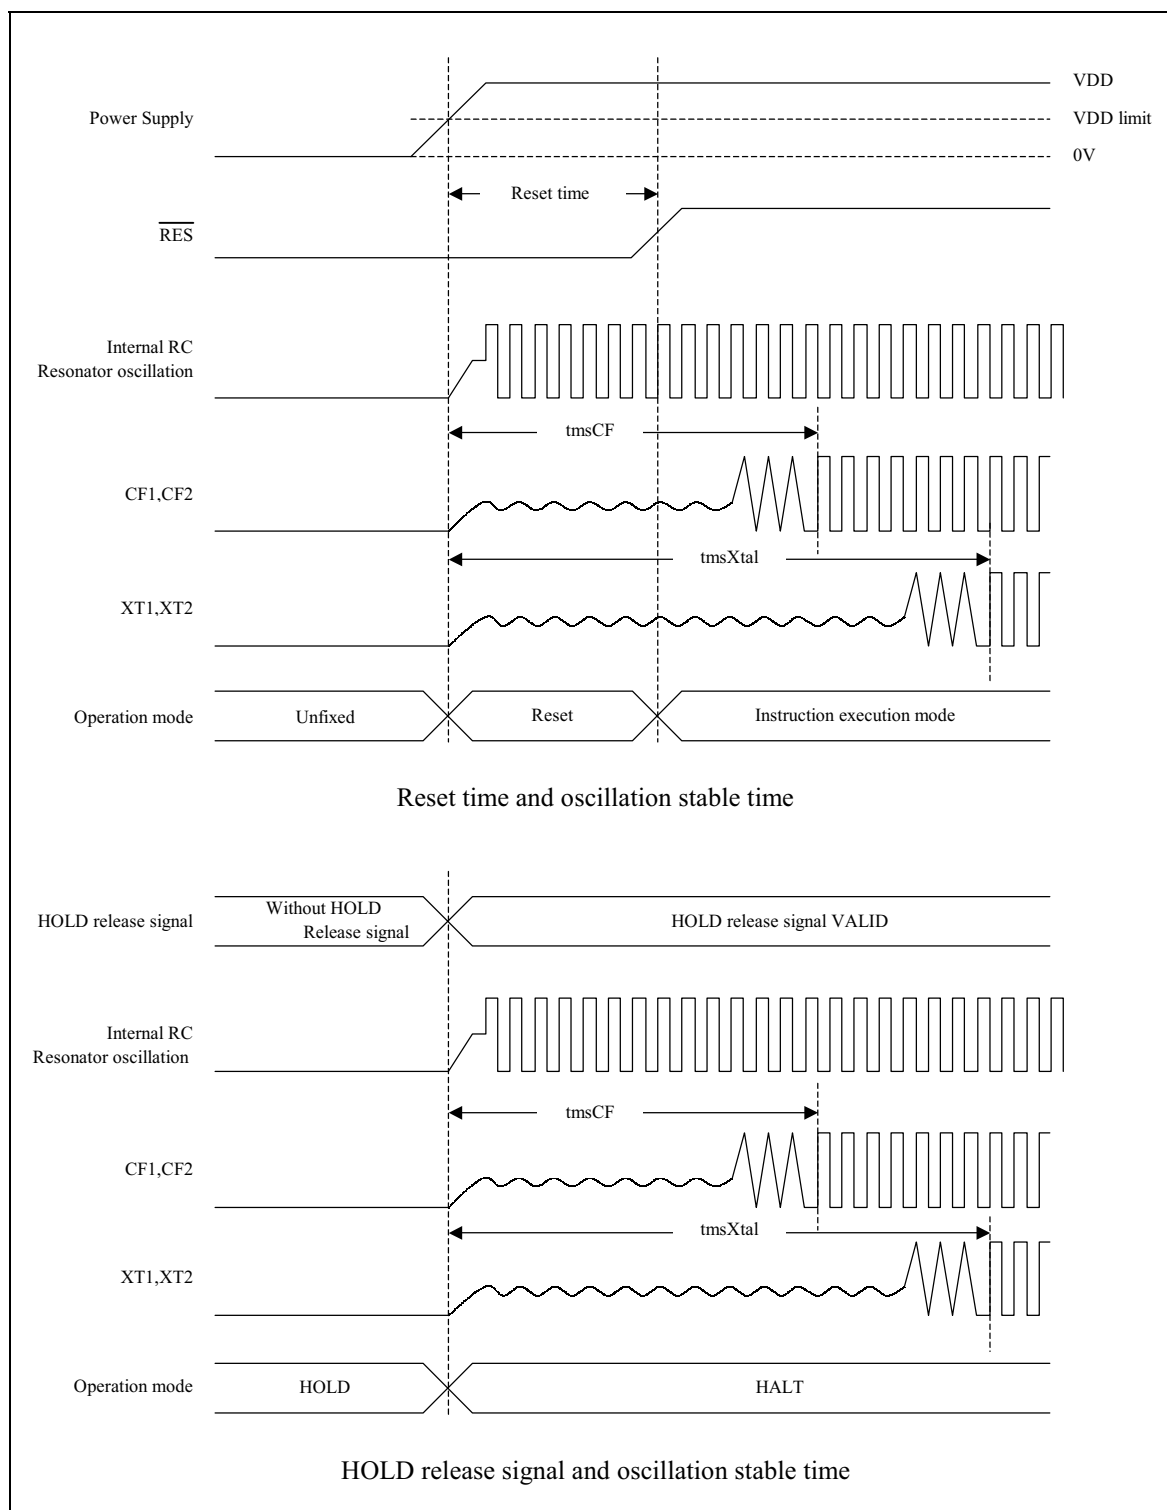 VDD
Power Supply
VDD limit
0V
Reset time
RES
Internal RC
Resonator oscillation
tmsCF
CF1,CF2
tmsXtal
XT1,XT2
Operation mode
Unfixed
Reset
Instruction execution mode
Reset time and oscillation stable time
HOLD release signal
Without HOLD
Release signal
HOLD release signal VALID
Internal RC
Resonator oscillation
tmsCF
CF1,CF2
tmsXtal
XT1,XT2
Operation mode
HOLD
HALT
HOLD release signal and oscillation stable time